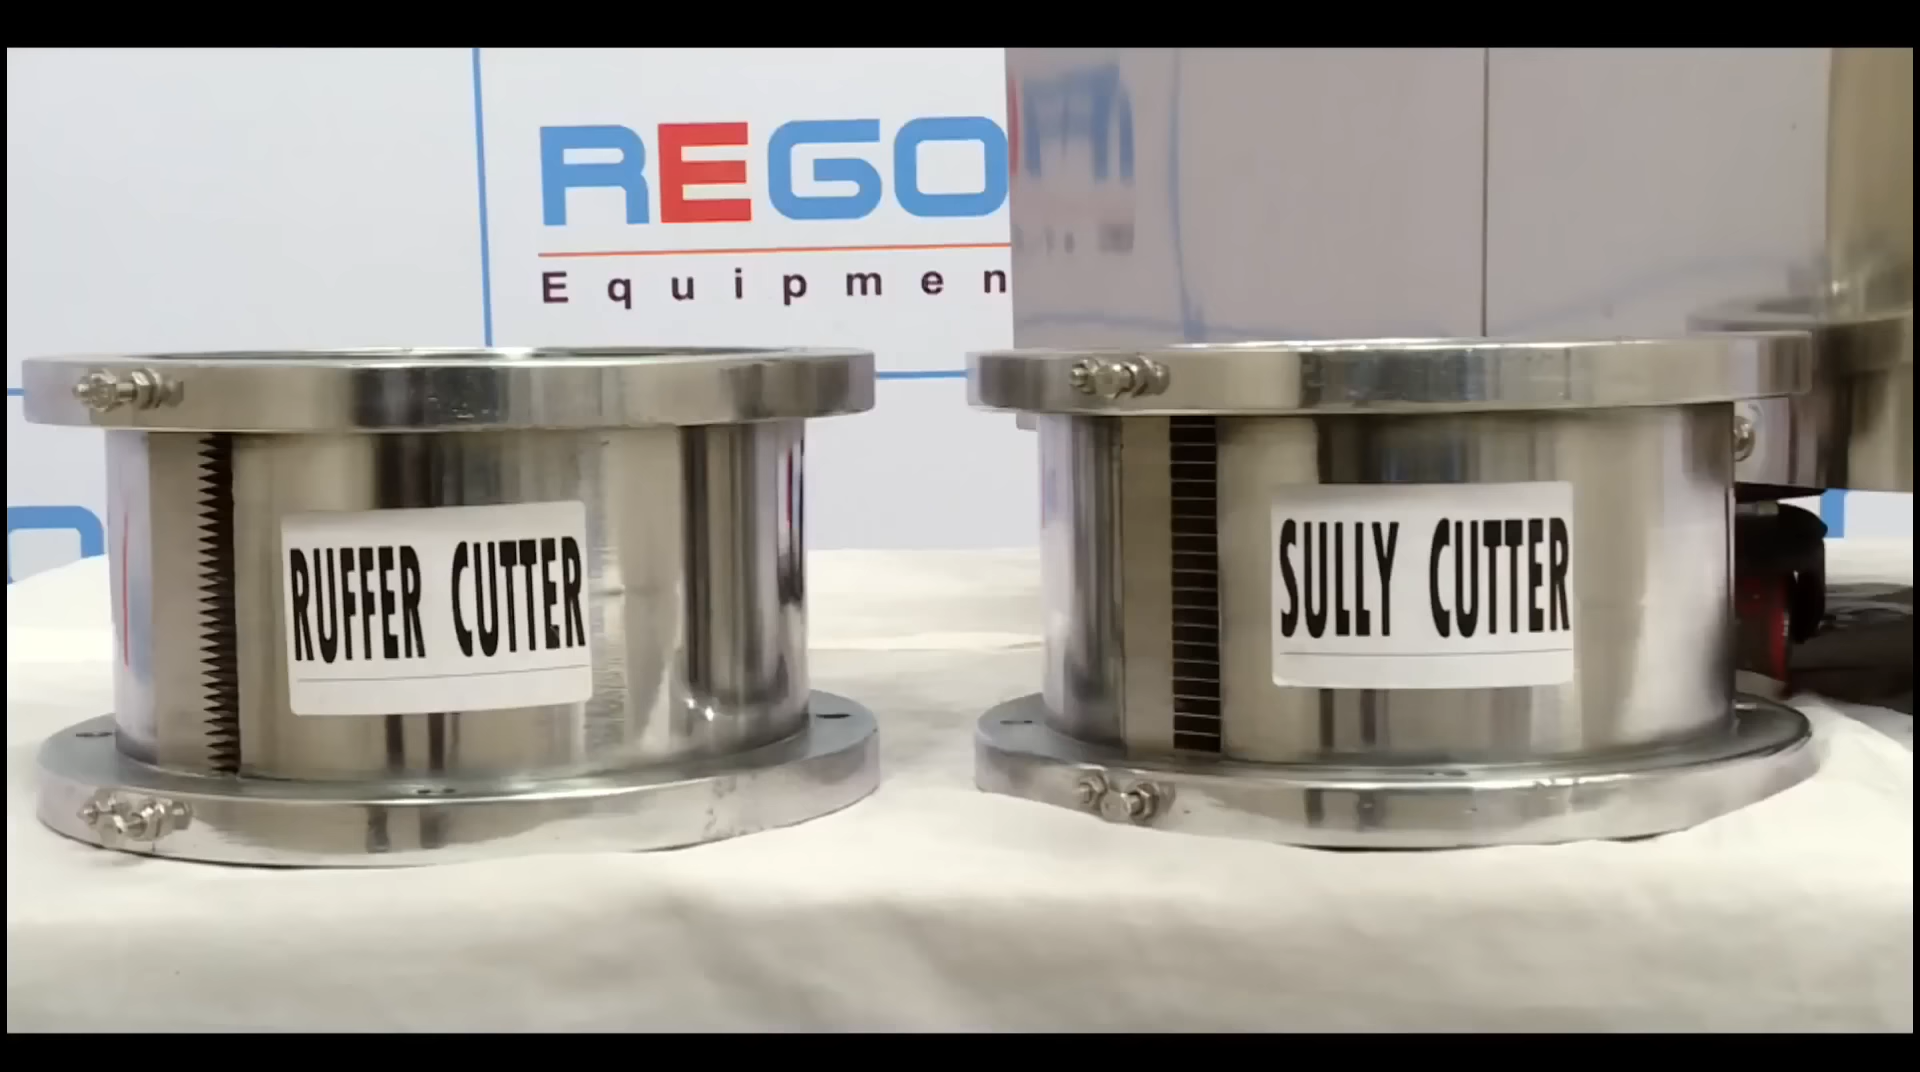 REGO
Equipmen
RUFFER CUTTER
SULLY CUTTER